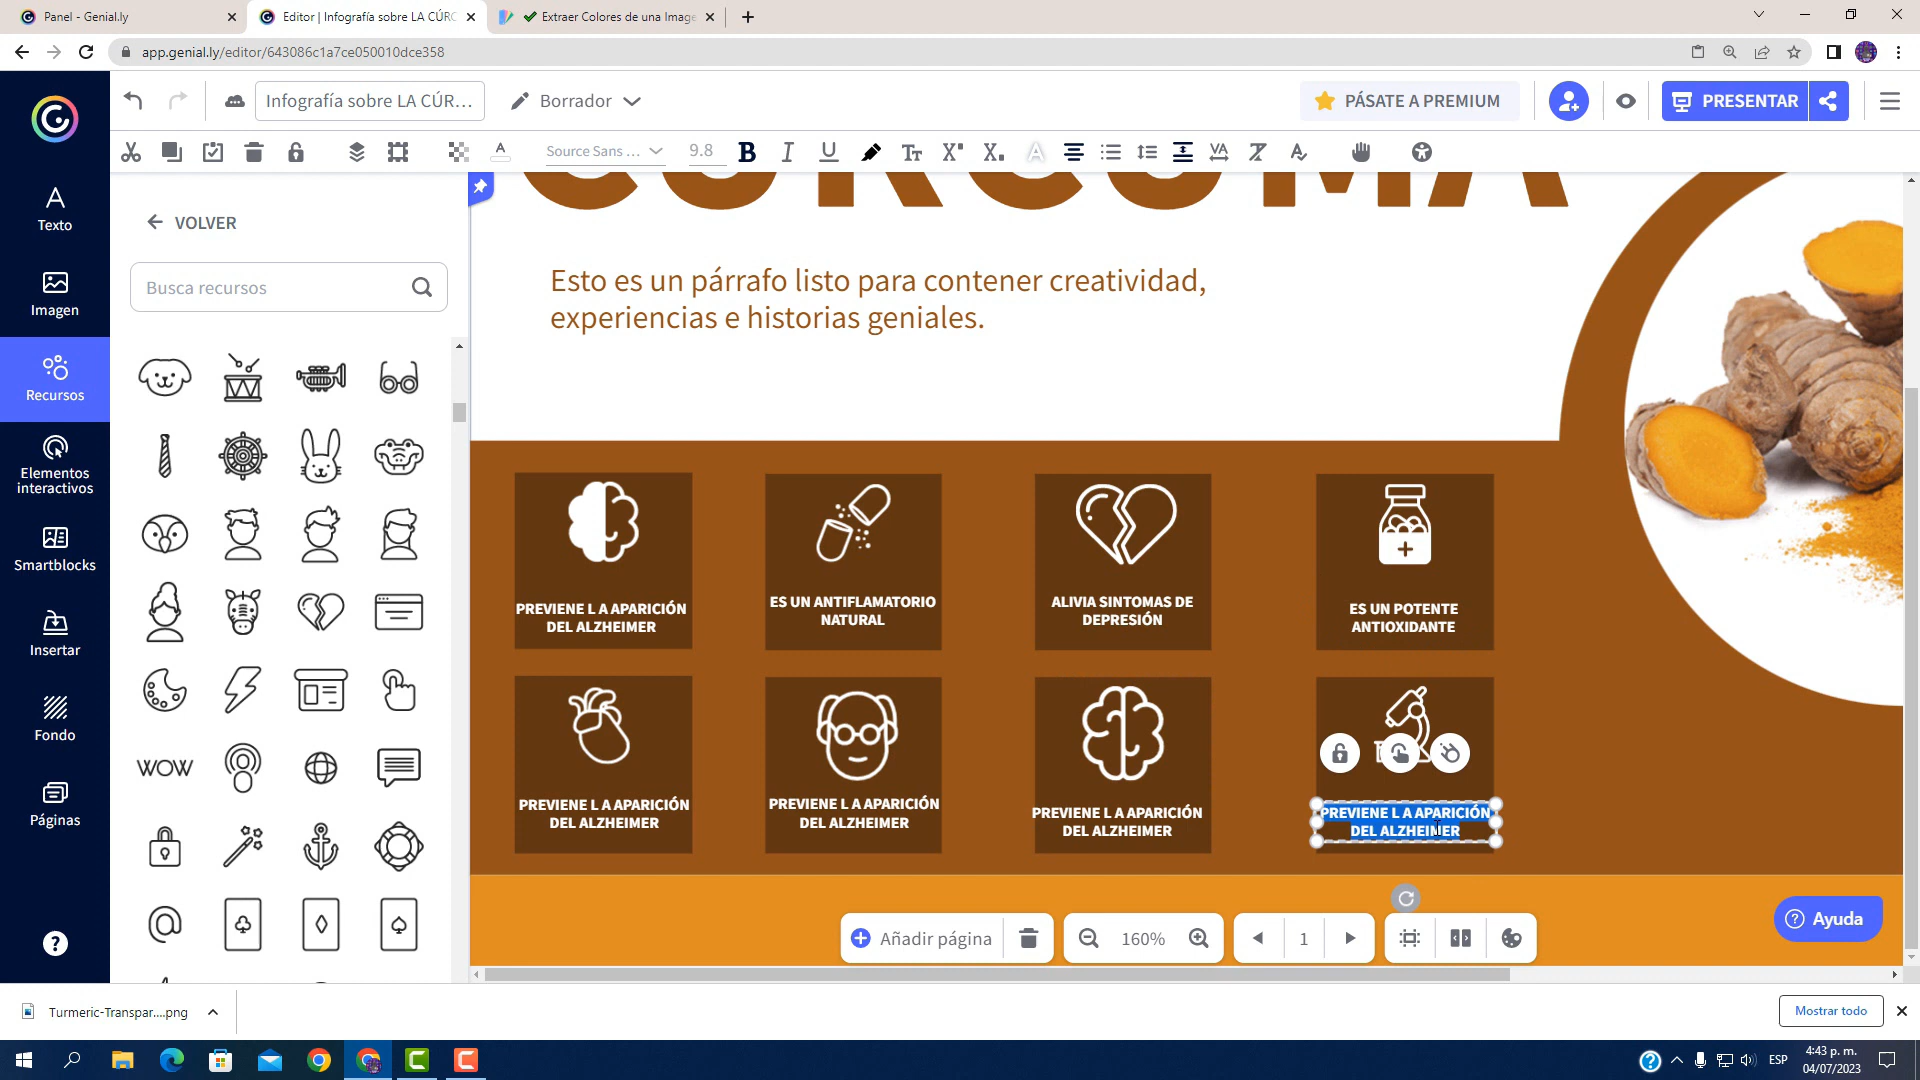 Panel - Genial.ly
Editor | Infografía sobre LA CÚRC
Extraer Colores de una Image
app.genial.ly/editor/643086c1a7ce050010dce358
Infografía sobre LA CÚR...
Borrador
PÁSATE A PREMIUM
PRESENTAR
Source Sans ...
9.8
Texto
Imagen
Recursos
Elementos
interactivos
Smartblocks
Insertar
Fondo
Páginas
VOLVER
Busca recursos
WOW
CÚRCUMA
Esto es un párrafo listo para contener creatividad,
experiencias e historias geniales.
PREVIENE L A APARICIÓN
DEL ALZHEIMER
ES UN ANTIFLAMATORIO
NATURAL
ALIVIA SINTOMAS DE
DEPRESIÓN
ES UN POTENTE
ANTIOXIDANTE
PREVIENE L A APARICIÓN
DEL ALZHEIMER
PREVIENE L A APARICIÓN
DEL ALZHEIMER
PREVIENE L A APARICIÓN
DEL ALZHEIMER
PREVIENE L A APARICIÓN
DEL ALZHEIMER
Añadir página
160%
1
Ayuda
Turmeric-Transpar....png
Mostrar todo
ESP
4:43 p. m.
04/07/2023